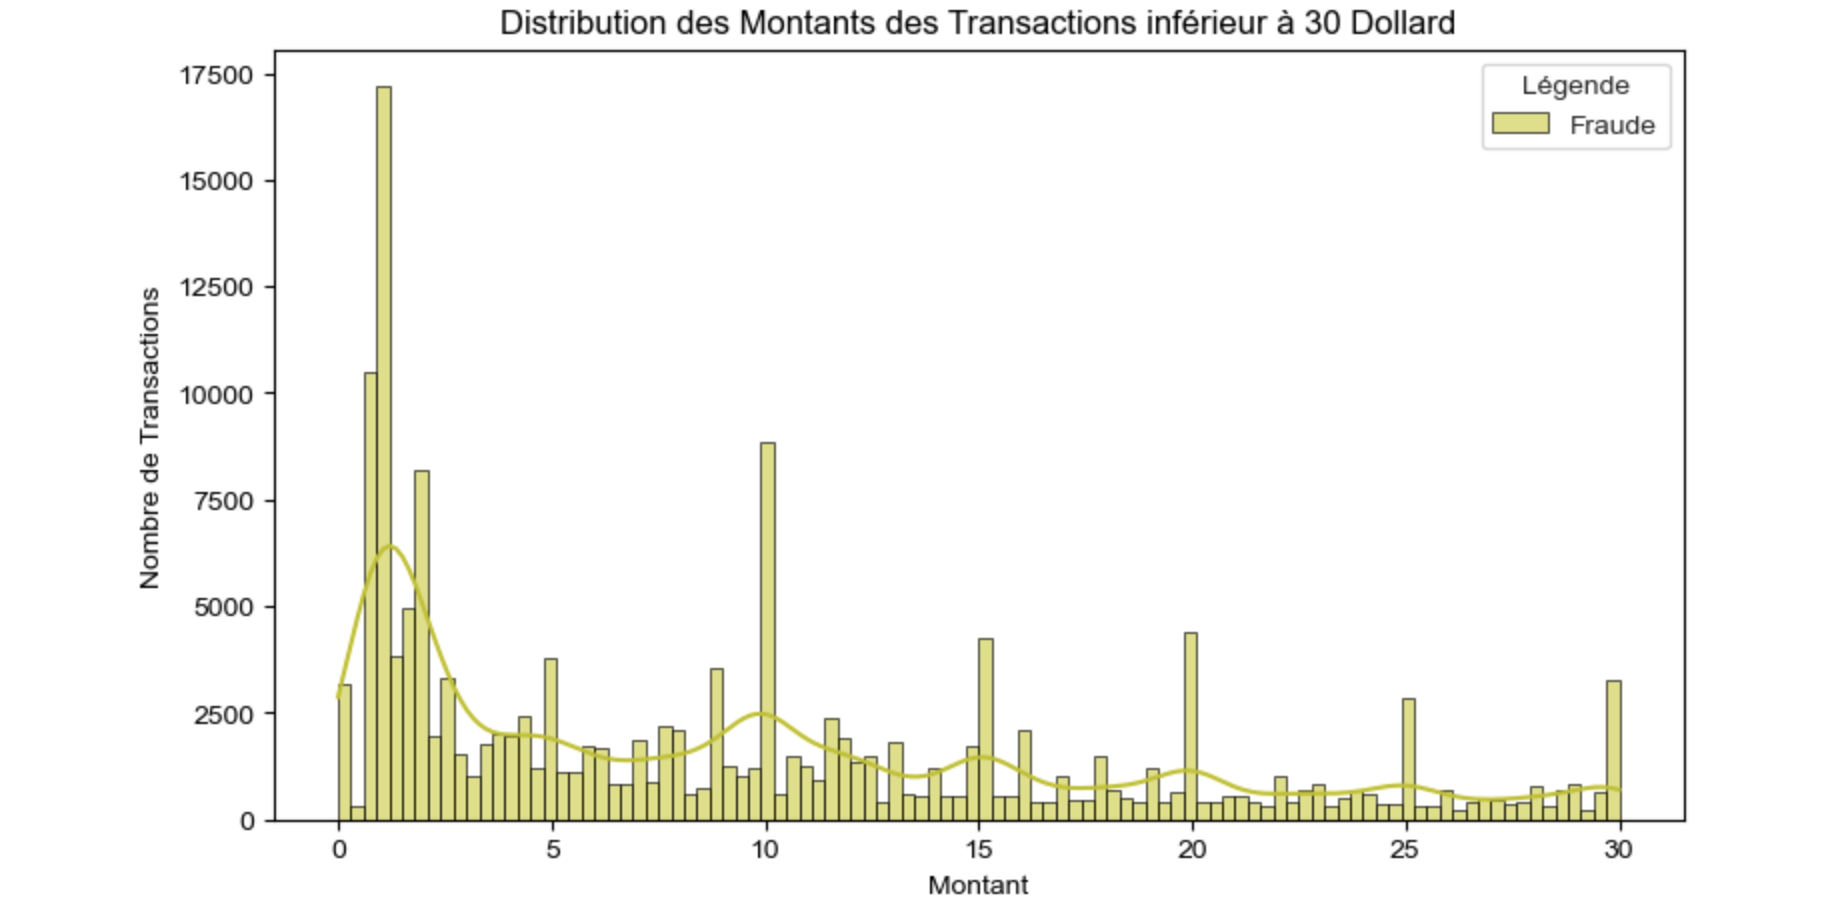 Distribution des Montants des Transactions inférieur à 30 Dollard
Légende
Fraude
Nombre de Transactions
17500
15000
12500
10000
7500
5000
2500
0
0 5 10 15 20 25 30
Montant